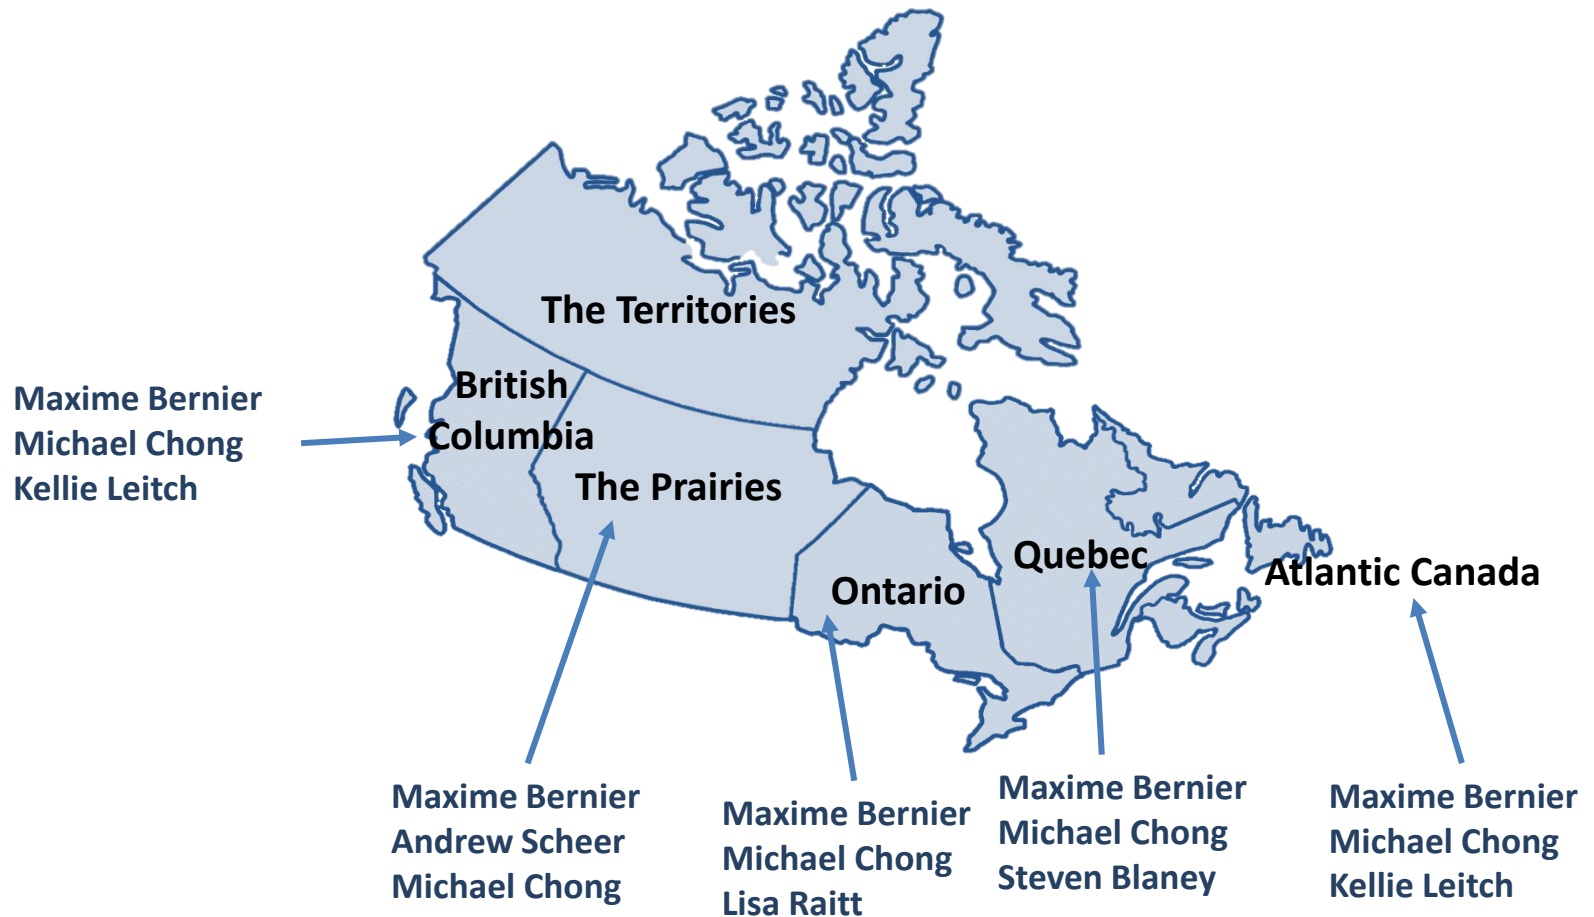 The Territories
British
Columbia
The Prairies
Ontario
Quebec
Atlantic Canada
Maxime Bernier
Michael Chong
Kellie Leitch
Maxime Bernier
Andrew Scheer
Michael Chong
Maxime Bernier
Michael Chong
Lisa Raitt
Maxime Bernier
Michael Chong
Steven Blaney
Maxime Bernier
Michael Chong
Kellie Leitch